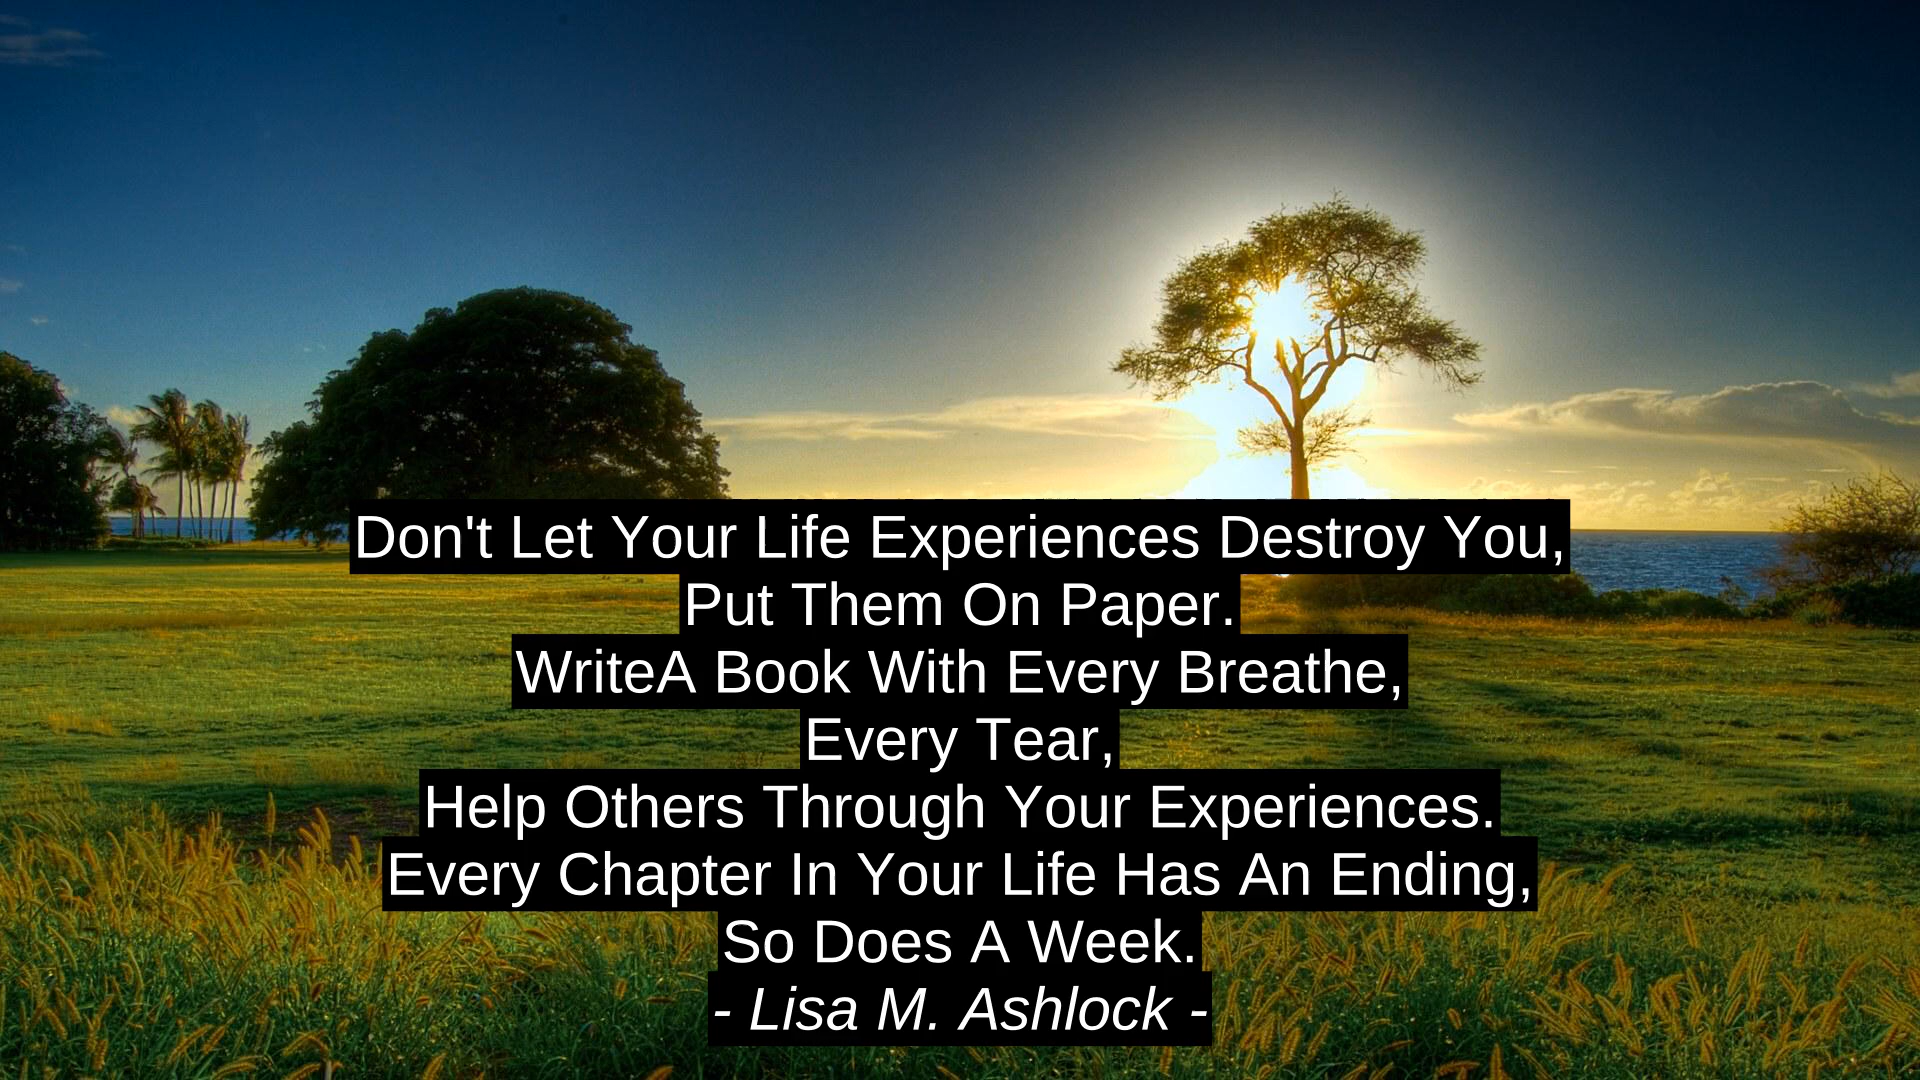 Don't Let Your Life Experiences Destroy You,
Put Them On Paper.
WriteA Book With Every Breathe,
Every Tear,
Help Others Through Your Experiences.
Every Chapter In Your Life Has An Ending,
So Does A Week.
- Lisa M. Ashlock -